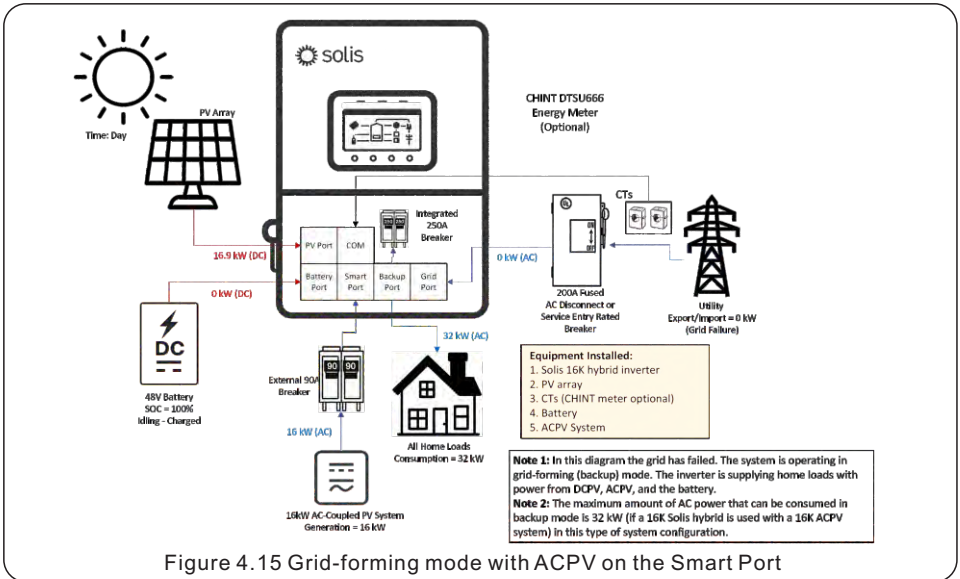 solis
Time: Day
PV Array
CHINT DTSU666
Energy Meter
(Optional)
CTs
Integrated
250A
Breaker
250 250
PV Port
COM
Battery
Port
Smart
Port
Backup
Port
Grid
Port
16.9 kW (DC)
0 kW (DC)
0 kW (AC)
ON
OFF
200A Fused
AC Disconnect or
Service Entry Rated
Breaker
Utility
Export/Import = 0 kW
(Grid Failure)
DC
48V Battery
SOC = 100%
Idling - Charged
External 90A
Breaker
90 90
16 kW (AC)
32 kW (AC)
All Home Loads
Consumption = 32 kW
16kW AC-Coupled PV System
Generation = 16 kW
Equipment Installed:
1. Solis 16K hybrid inverter
2. PV array
3. CTs (CHINT meter optional)
4. Battery
5. ACPV System
Note 1: In this diagram the grid has failed. The system is operating in
grid-forming (backup) mode. The inverter is supplying home loads with
power from DCPV, ACPV, and the battery.
Note 2: The maximum amount of AC power that can be consumed in
backup mode is 32 kW (if a 16K Solis hybrid is used with a 16K ACPV
system) in this type of system configuration.
Figure 4.15 Grid-forming mode with ACPV on the Smart Port